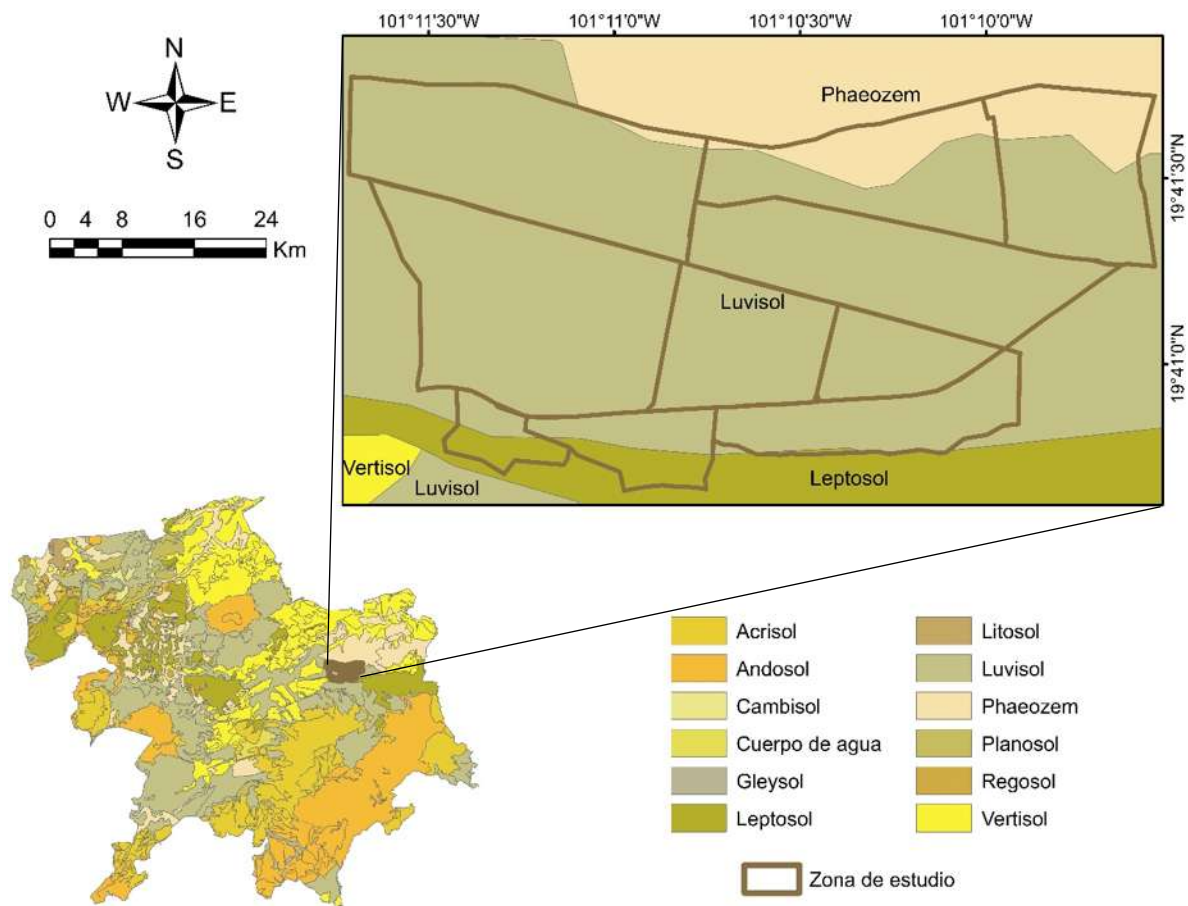 101°11'30"W 101°11'0"W 101°10'30"W 101°10'0"W
N
W E
S
0 4 8 16 24
Km
Phaeozem
19°41'30"N
Luvisol
19°41'0"N
Vertisol
Luvisol
Leptosol
Acrisol
Andosol
Cambisol
Cuerpo de agua
Gleysol
Leptosol
Litosol
Luvisol
Phaeozem
Planosol
Regosol
Vertisol
Zona de estudio